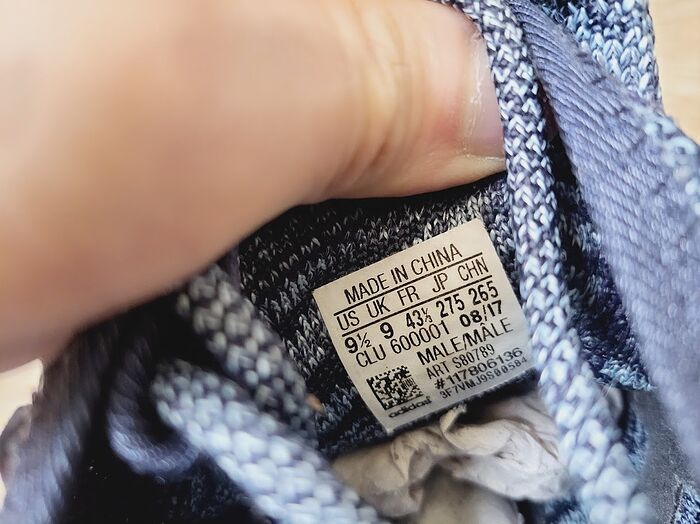 MADE IN CHINA
US UK FR JP CHN
9½ 9 43⅓ 275 265
CLU 600001 08/17
MALE/MÂLE
ART S80789
#117806136
3F7VMJ9S80584
adidas